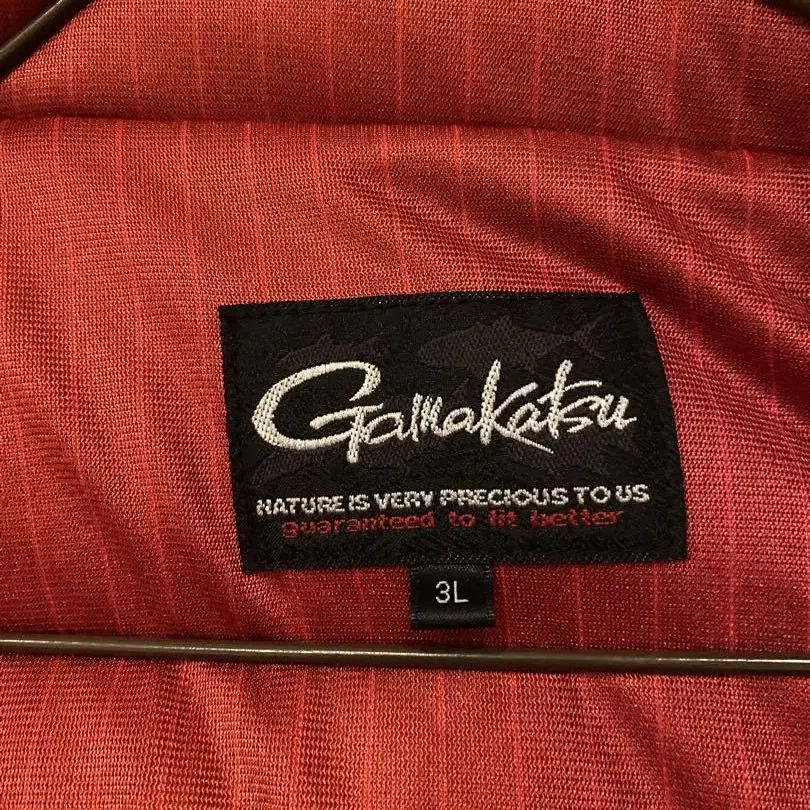 Gamakatsu
NATURE IS VERY PRECIOUS TO US
guaranteed to fit better
3L